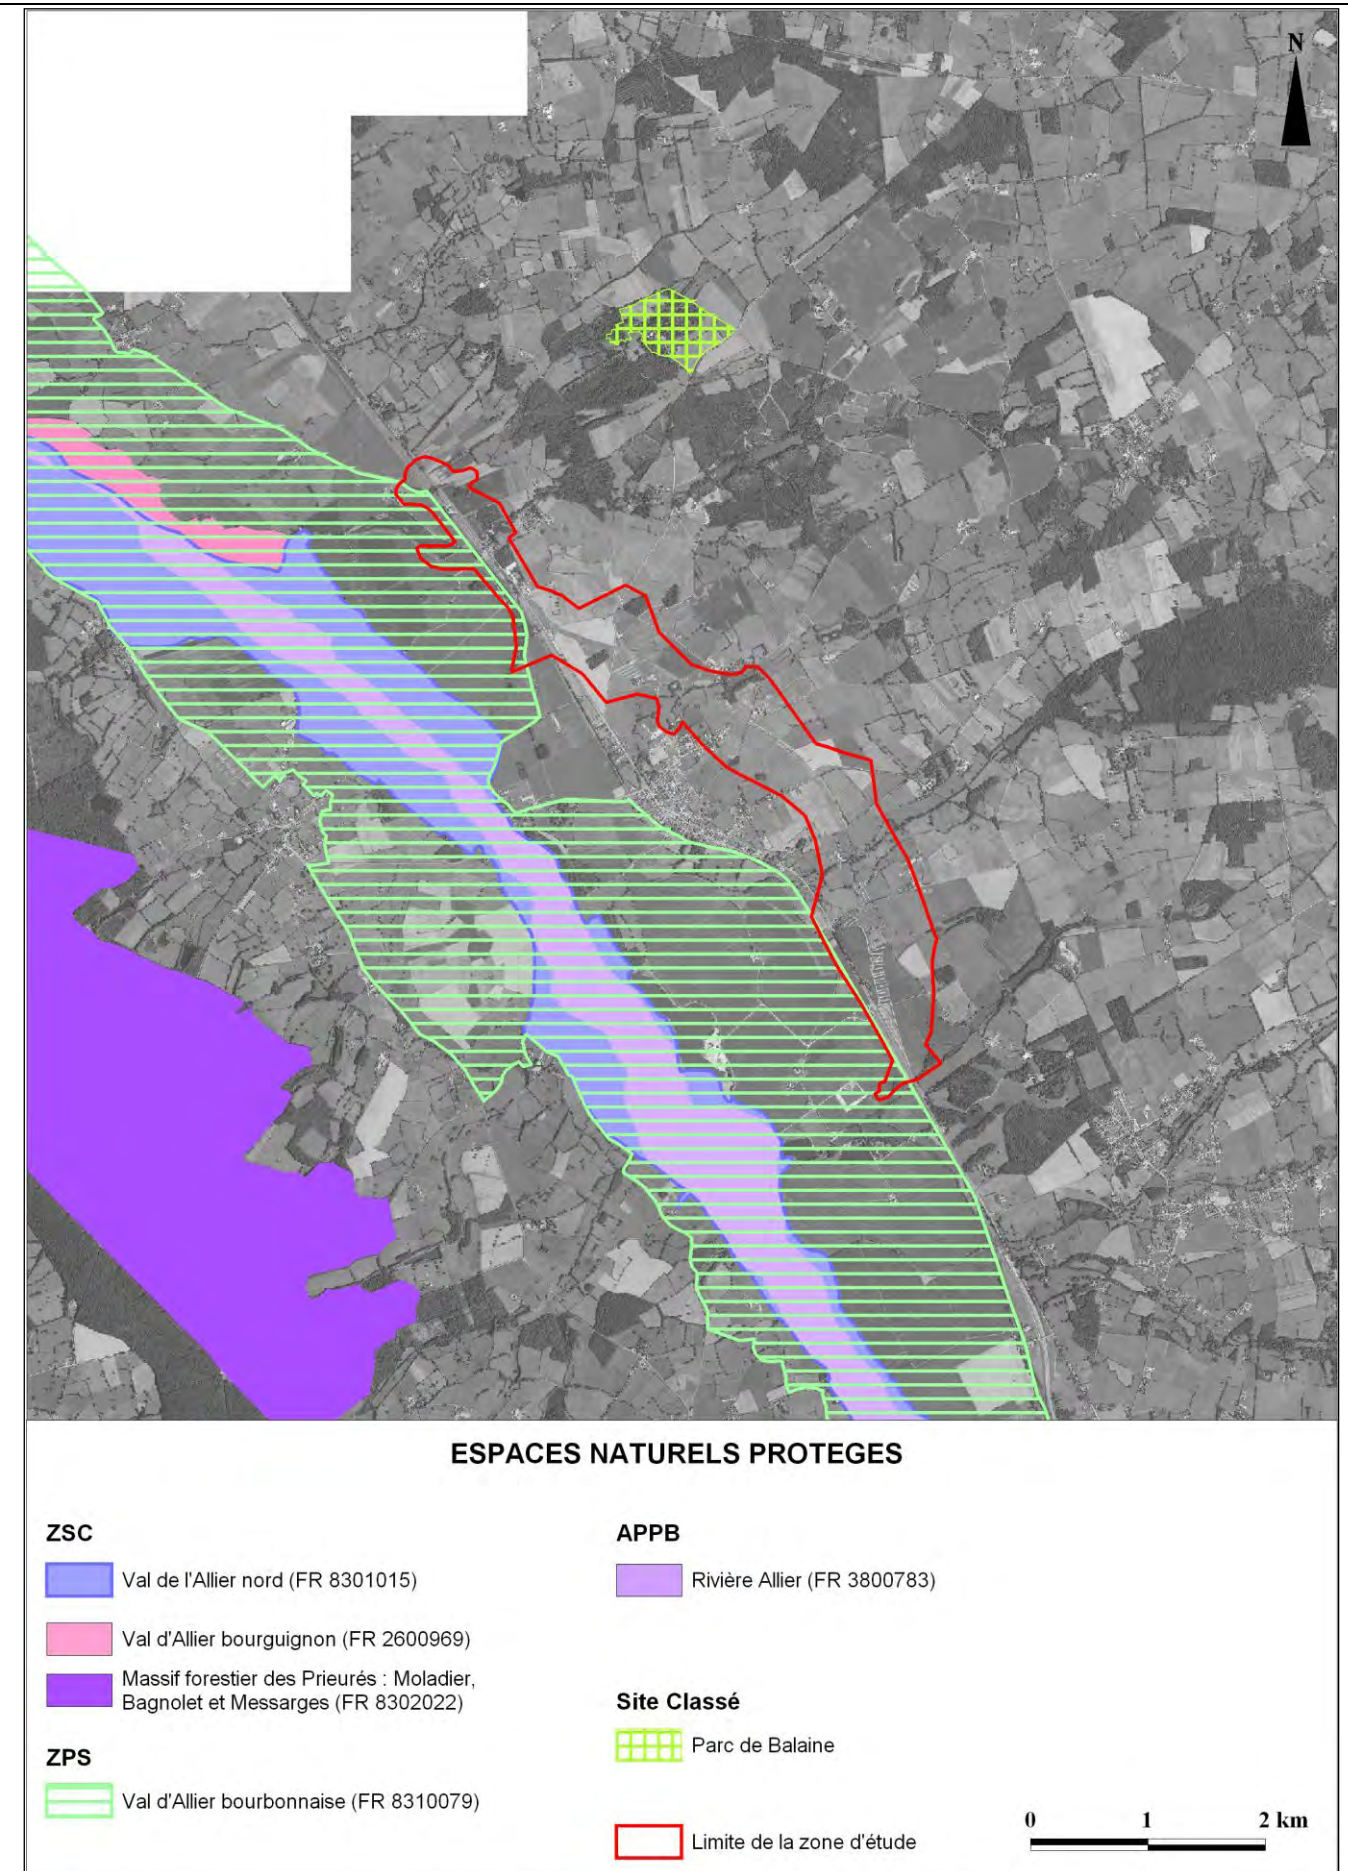 N
ESPACES NATURELS PROTEGES
ZSC
Val de l'Allier nord (FR 8301015)
Val d'Allier bourguignon (FR 2600969)
Massif forestier des Prieurés : Moladier,
Bagnolet et Messarges (FR 8302022)
ZPS
Val d'Allier bourbonnaise (FR 8310079)
APPB
Rivière Allier (FR 3800783)
Site Classé
Parc de Balaine
Limite de la zone d'étude
0 1 2 km